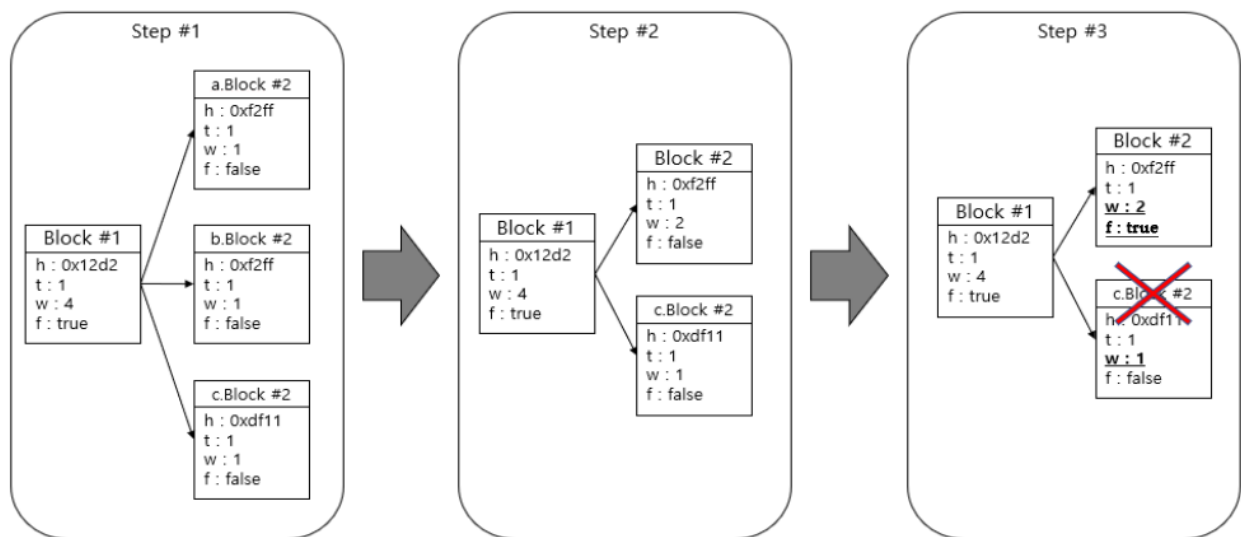 Step #1
a.Block #2
h : 0xf2ff
t : 1
w : 1
f : false
Block #1
h : 0x12d2
t : 1
w : 4
f : true
b.Block #2
h : 0xf2ff
t : 1
w : 1
f : false
c.Block #2
h : 0xdf11
t : 1
w : 1
f : false
Step #2
Block #2
h : 0xf2ff
t : 1
w : 2
f : false
Block #1
h : 0x12d2
t : 1
w : 4
f : true
c.Block #2
h : 0xdf11
t : 1
w : 1
f : false
Step #3
Block #2
h : 0xf2ff
t : 1
w : 2
f : true
Block #1
h : 0x12d2
t : 1
w : 4
f : true
c.Block #2
h : 0xdf11
t : 1
w : 1
f : false